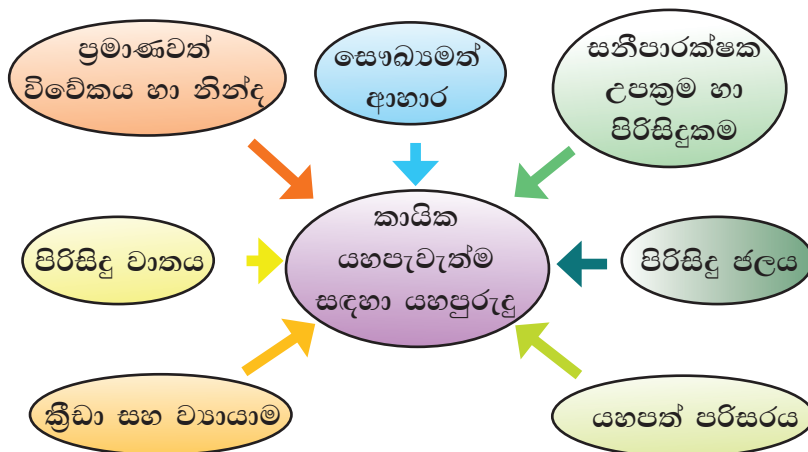 ප්‍රමාණවත්
විවේකය හා නින්ද
සෞඛ්‍යමත්
ආහාර
සනීපාරක්ෂක
උපක්‍රම හා
පිරිසිදුකම
පිරිසිදු වාතය
කායික
යහපැවැත්ම
සඳහා යහපුරුදු
පිරිසිදු ජලය
ක්‍රීඩා සහ ව්‍යායාම
යහපත් පරිසරය